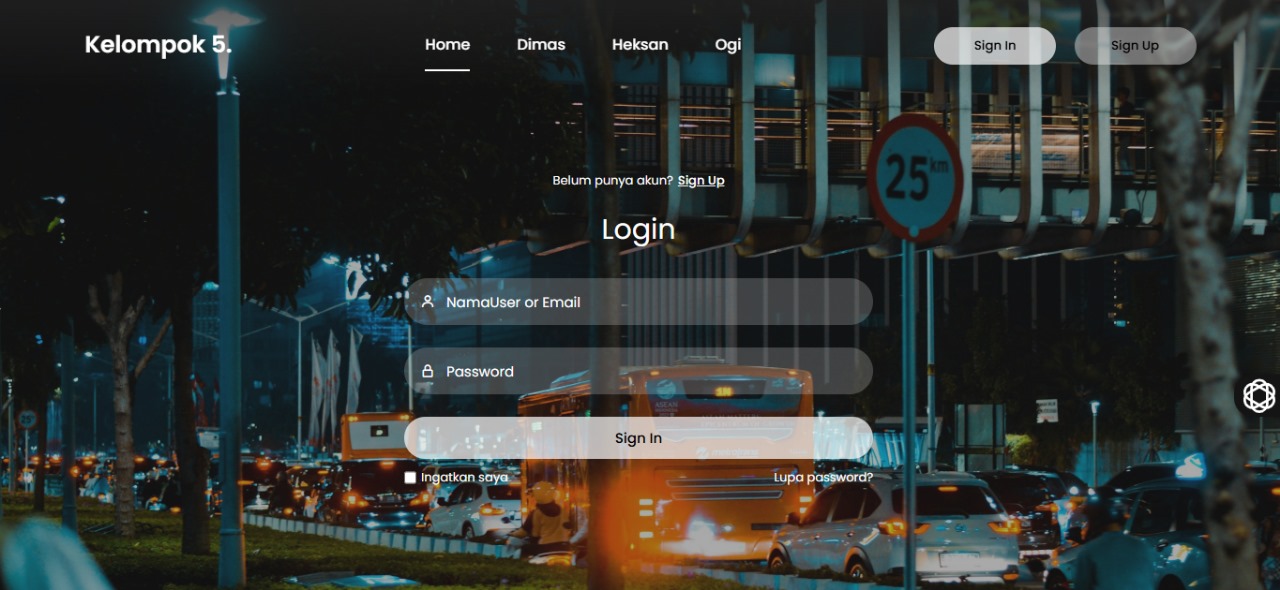 Kelompok 5.
Home Dimas Heksan Ogi
Sign In Sign Up
25 km
Belum punya akun? Sign Up
Login
NamaUser or Email
Password
Sign In
Ingatkan saya Lupa password?